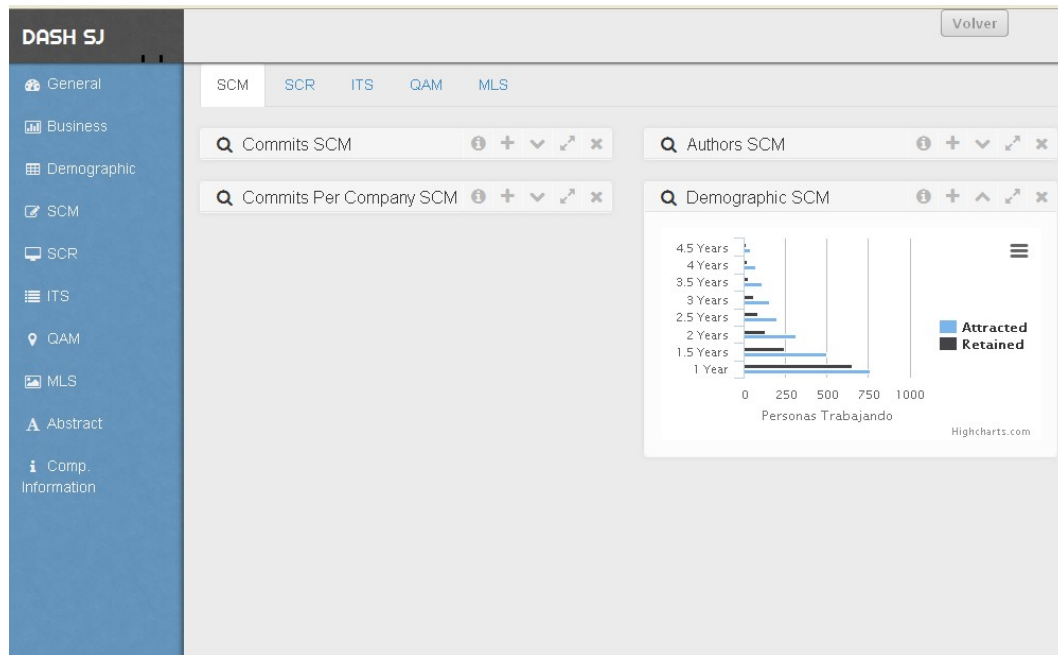 DASH SJ
Volver
General
Business
Demographic
SCM
SCR
ITS
QAM
MLS
Abstract
Comp.
Information
SCM SCR ITS QAM MLS
Commits SCM
Authors SCM
Commits Per Company SCM
Demographic SCM
4.5 Years
4 Years
3.5 Years
3 Years
2.5 Years
2 Years
1.5 Years
1 Year
0 250 500 750 1000
Personas Trabajando
Attracted
Retained
Highcharts.com